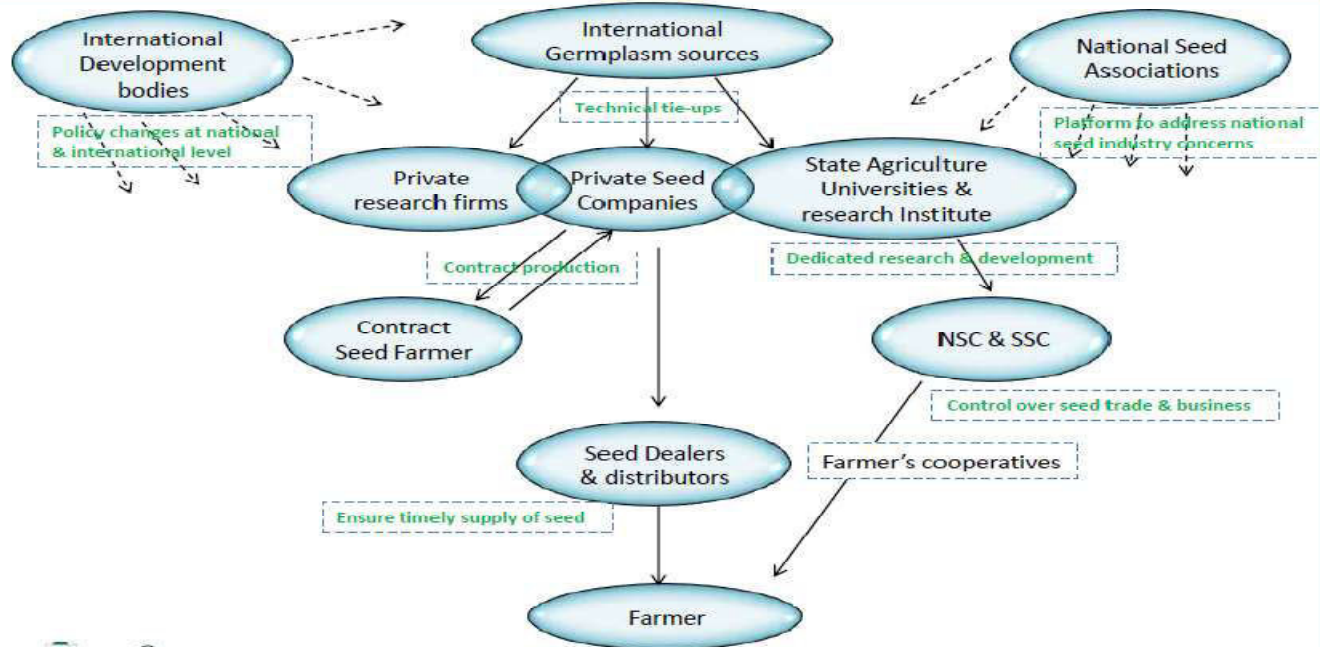 International
Development
bodies
International
Germplasm sources
National Seed
Associations
Technical tie-ups
Policy changes at national
& international level
Platform to address national
seed industry concerns
Private
research firms
Private Seed
Companies
State Agriculture
Universities &
research Institute
Contract production
Dedicated research & development
Contract
Seed Farmer
NSC & SSC
Control over seed trade & business
Seed Dealers
& distributors
Farmer's cooperatives
Ensure timely supply of seed
Farmer